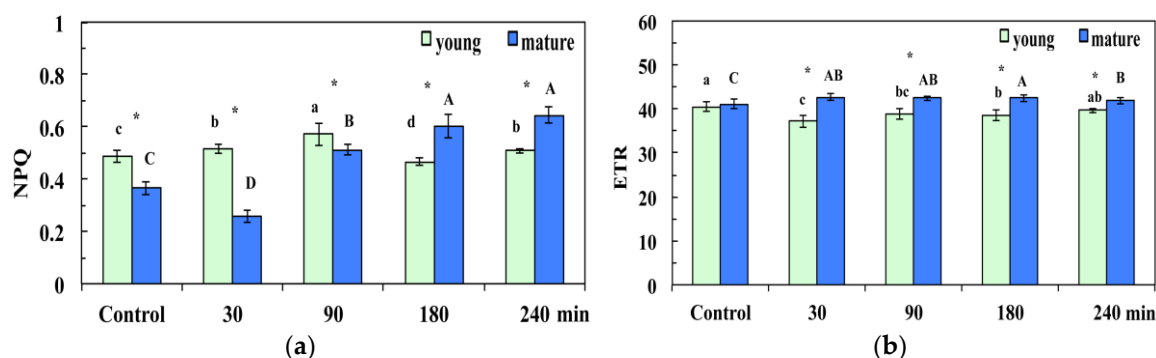 1
0.8
0.6
0.4
0.2
0
NPQ
young mature
c * C
b * D
a * B
d * A
b * A
Control 30 90 180 240 min
(a)
60
50
40
30
20
10
0
ETR
young mature
a C
c * AB
bc * AB
b * A
ab * B
Control 30 90 180 240 min
(b)